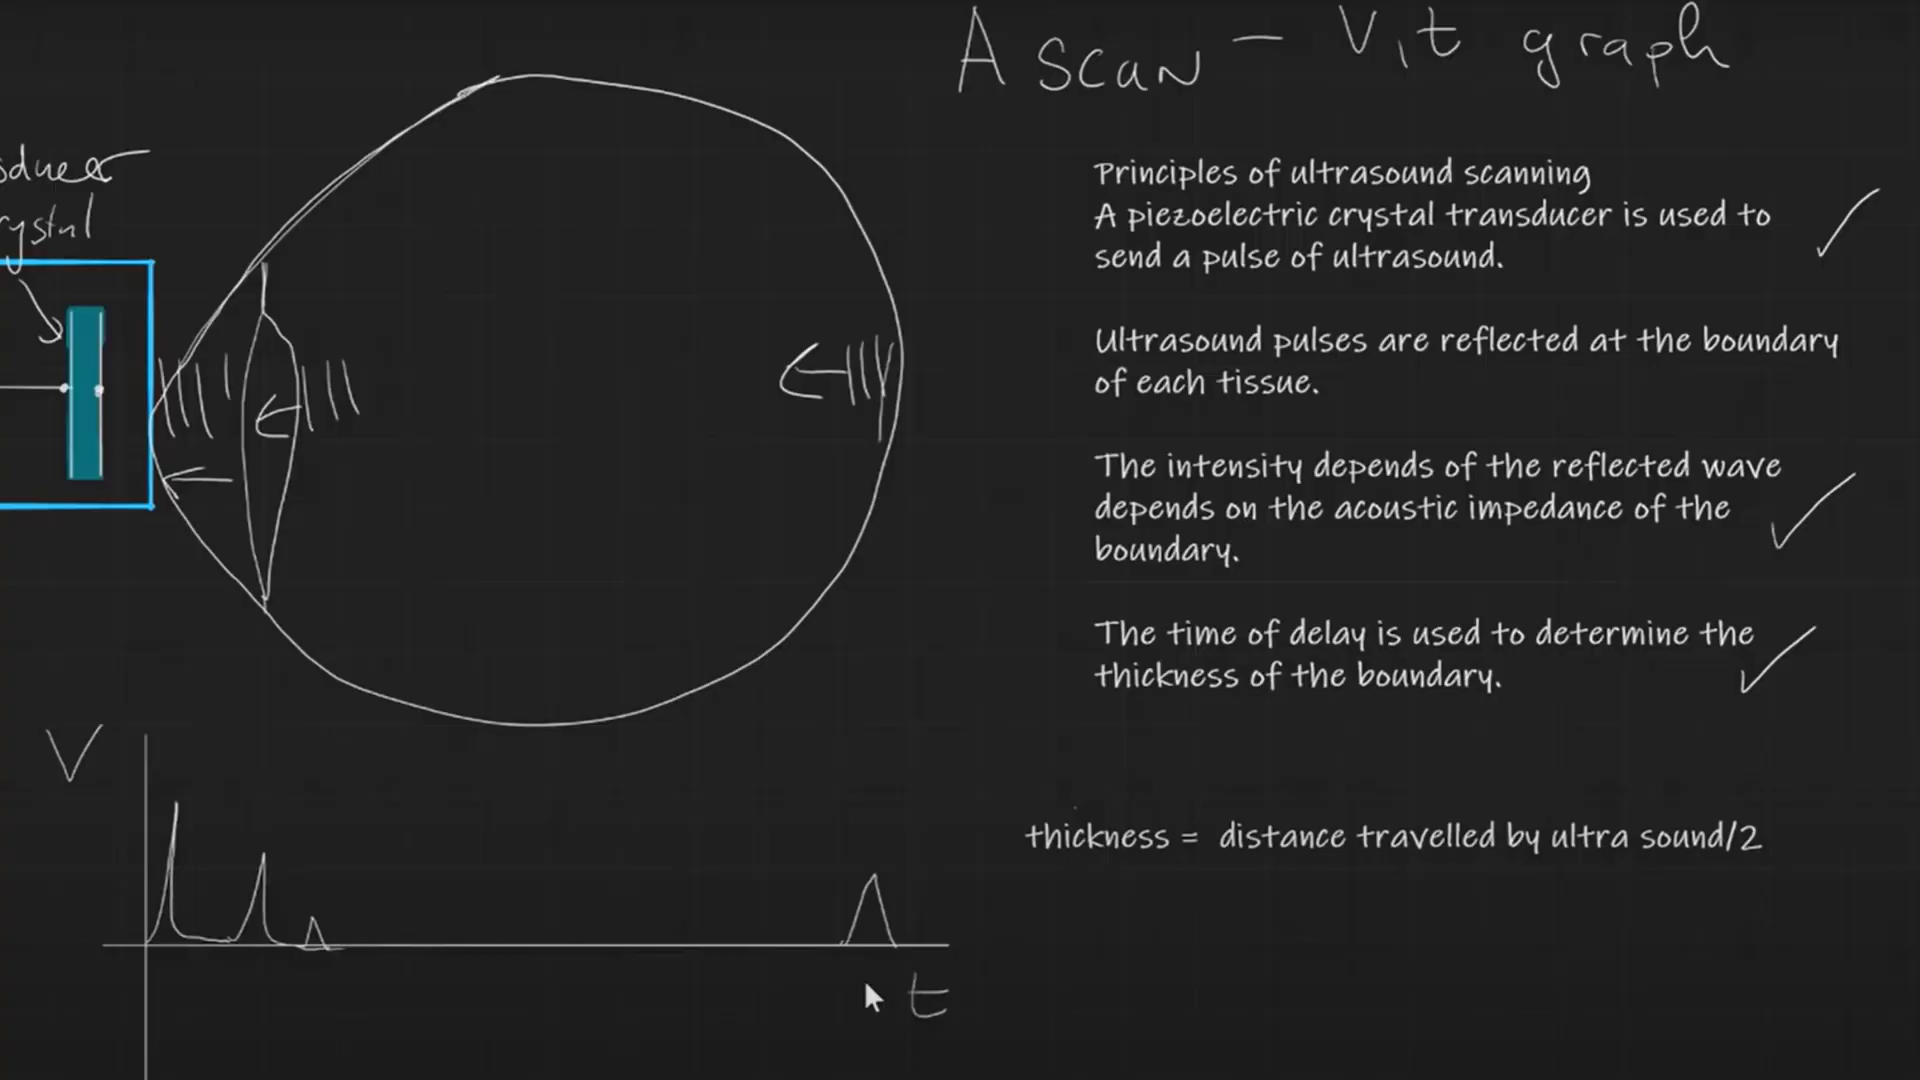 A scan - V,t graph
Principles of ultrasound scanning
A piezoelectric crystal transducer is used to
send a pulse of ultrasound.
Ultrasound pulses are reflected at the boundary
of each tissue.
The intensity depends of the reflected wave
depends on the acoustic impedance of the
boundary.
The time of delay is used to determine the
thickness of the boundary.
thickness = distance travelled by ultra sound/2
ducer
rystal
V
t